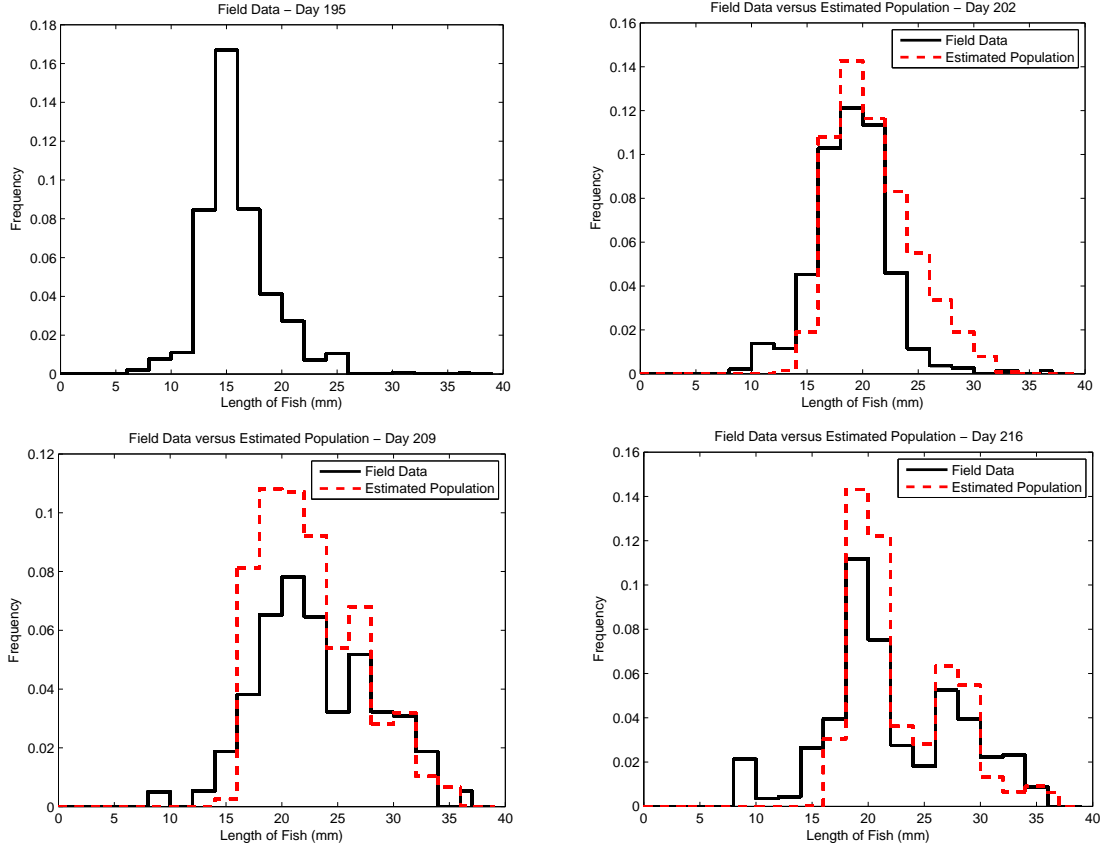 Field Data – Day 195
0.18
0.16
0.14
0.12
0.1
0.08
0.06
0.04
0.02
0
Frequency
0 5 10 15 20 25 30 35 40
Length of Fish (mm)
Field Data versus Estimated Population – Day 202
Field Data
Estimated Population
0.16
0.14
0.12
0.1
0.08
0.06
0.04
0.02
0
Frequency
0 5 10 15 20 25 30 35 40
Length of Fish (mm)
Field Data versus Estimated Population – Day 209
Field Data
Estimated Population
0.12
0.1
0.08
0.06
0.04
0.02
0
Frequency
0 5 10 15 20 25 30 35 40
Length of Fish (mm)
Field Data versus Estimated Population – Day 216
Field Data
Estimated Population
0.16
0.14
0.12
0.1
0.08
0.06
0.04
0.02
0
Frequency
0 5 10 15 20 25 30 35 40
Length of Fish (mm)